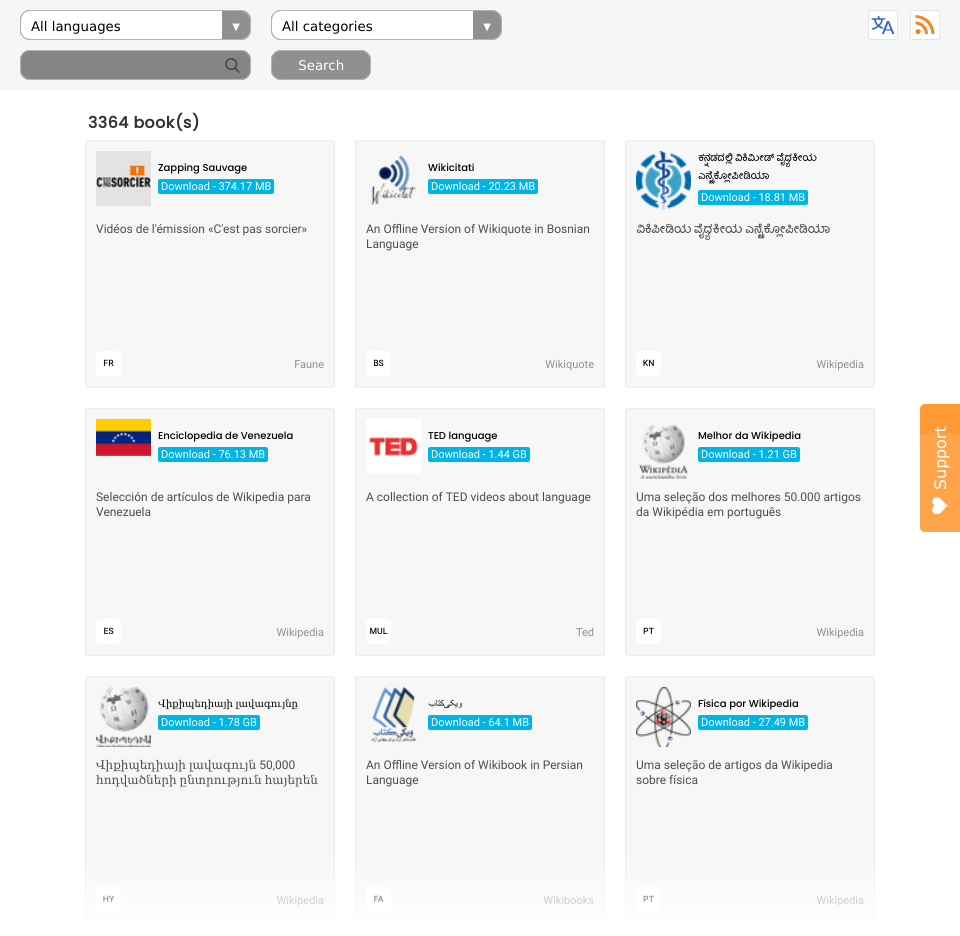 All languages ▼ All categories ▼
Search
3364 book(s)
C'EST PAS SORCIER
Zapping Sauvage
Download - 374.17 MB
Vidéos de l'émission «C'est pas sorcier»
FR Faune
Wikicitati
Download - 20.23 MB
An Offline Version of Wikiquote in Bosnian
Language
BS Wikiquote
ಕನ್ನಡದಲ್ಲಿ ವಿಕಿಮೀಡ್ ವೈದ್ಯಕೀಯ
ಎನ್ಸೈಕ್ಲೋಪೀಡಿಯಾ
Download - 18.81 MB
ವಿಕಿಪೀಡಿಯ ವೈದ್ಯಕೀಯ ಎನ್ಸೈಕ್ಲೋಪೀಡಿಯಾ
KN Wikipedia
Enciclopedia de Venezuela
Download - 76.13 MB
Selección de artículos de Wikipedia para
Venezuela
ES Wikipedia
TED
TED language
Download - 1.44 GB
A collection of TED videos about language
MUL Ted
WIKIPÉDIA
A enciclopédia livre
Melhor da Wikipedia
Download - 1.21 GB
Uma seleção dos melhores 50.000 artigos
da Wikipédia em português
PT Wikipedia
Support
Վիքիպեդիայի լավագույնը
Download - 1.78 GB
Վիքիպեդիայի լավագույն 50,000
հոդվածների ընտրություն հայերեն
HY Wikipedia
ویکی‌کتاب
ویکی‌کتاب
Download - 64.1 MB
An Offline Version of Wikibook in Persian
Language
FA Wikibooks
Física por Wikipedia
Download - 27.49 MB
Uma seleção de artigos da Wikipedia
sobre física
PT Wikipedia